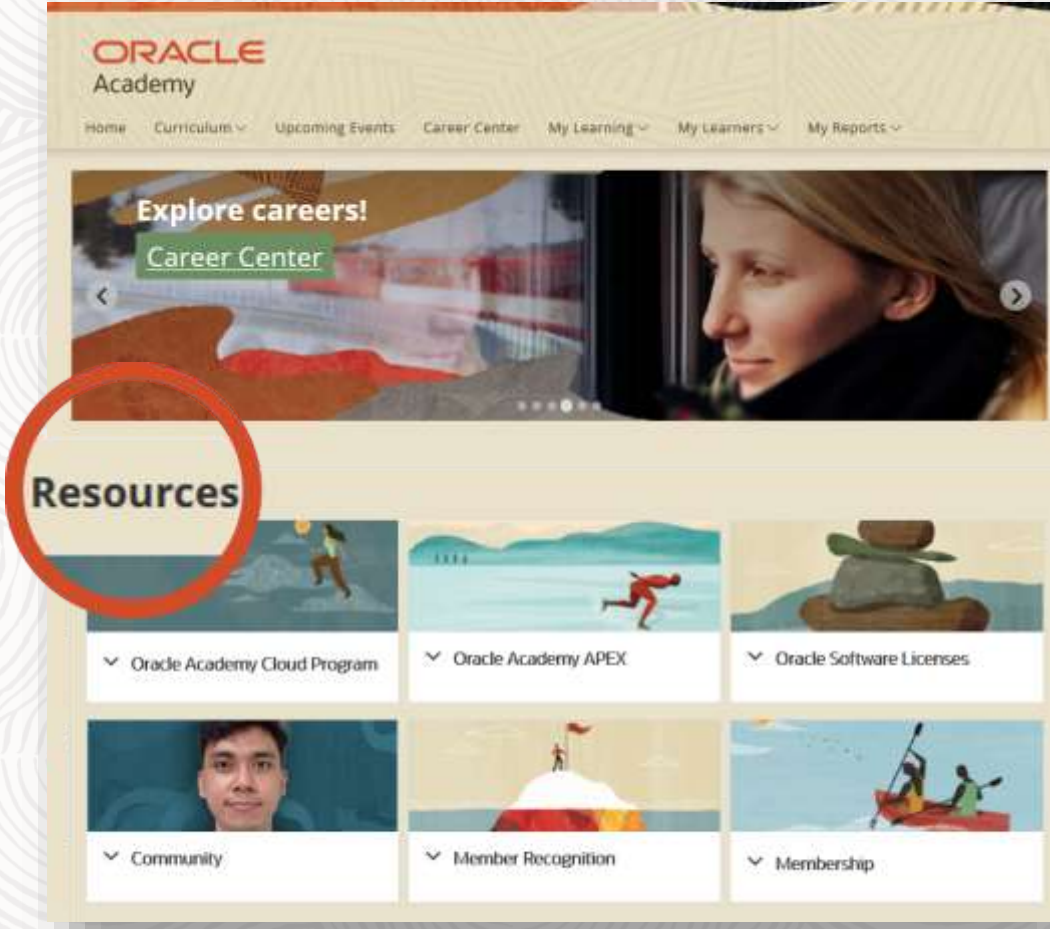 ORACLE
Academy
Home Curriculum Upcoming Events Career Center My Learning My Learners My Reports
Explore careers!
Career Center
Resources
Oracle Academy Cloud Program
Oracle Academy APEX
Oracle Software Licenses
Community
Member Recognition
Membership